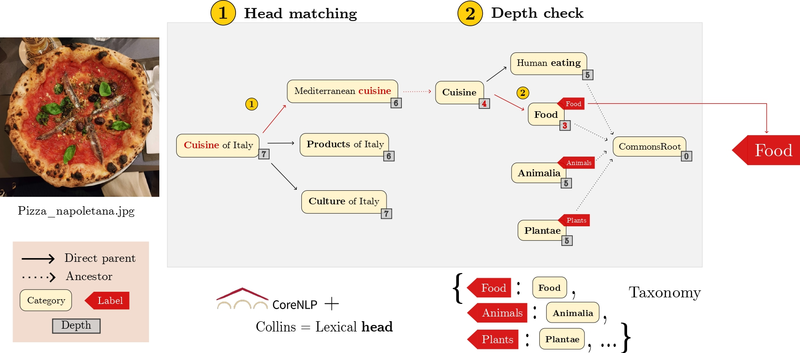 1 Head matching
2 Depth check
Human eating
5
Mediterranean cuisine
6
Cuisine
4
1
2
Food
Food
3
Cuisine of Italy
7
Products of Italy
6
CommonsRoot
0
Food
Animals
Animalia
5
Culture of Italy
7
Plants
Plantae
5
Pizza_napoletana.jpg
Direct parent
Ancestor
Category
Label
Depth
CoreNLP +
Collins = Lexical head
{ Food : Food ,
Animals : Animalia ,
Plants : Plantae , ... }
Taxonomy